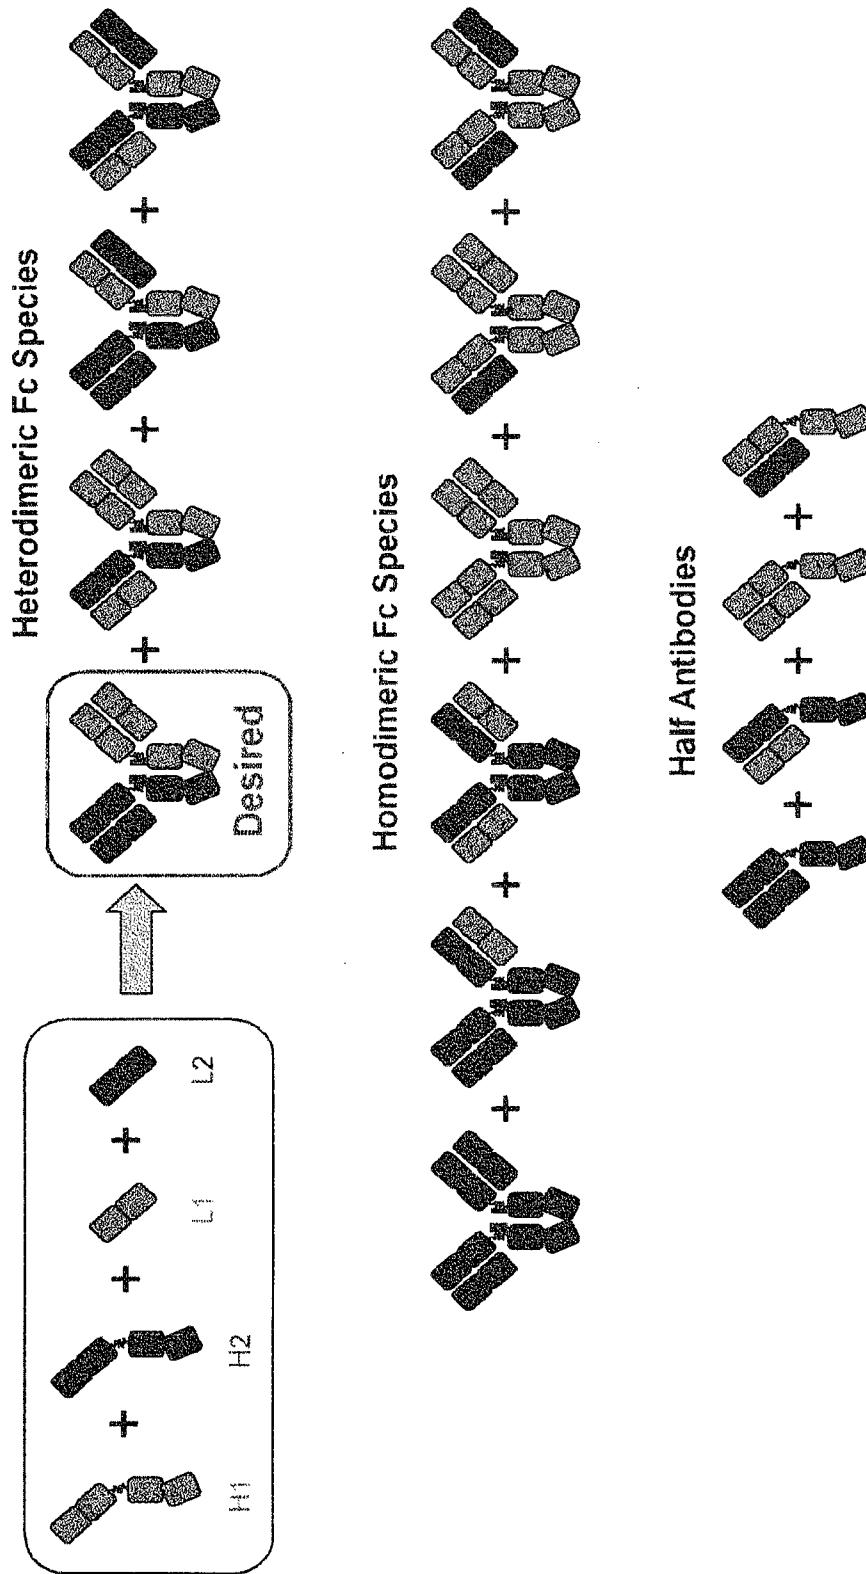 Heterodimeric Fc Species
H1 + H2 + L1 + L2
Desired
+ + +
Homodimeric Fc Species
+ + + + +
Half Antibodies
+ + +